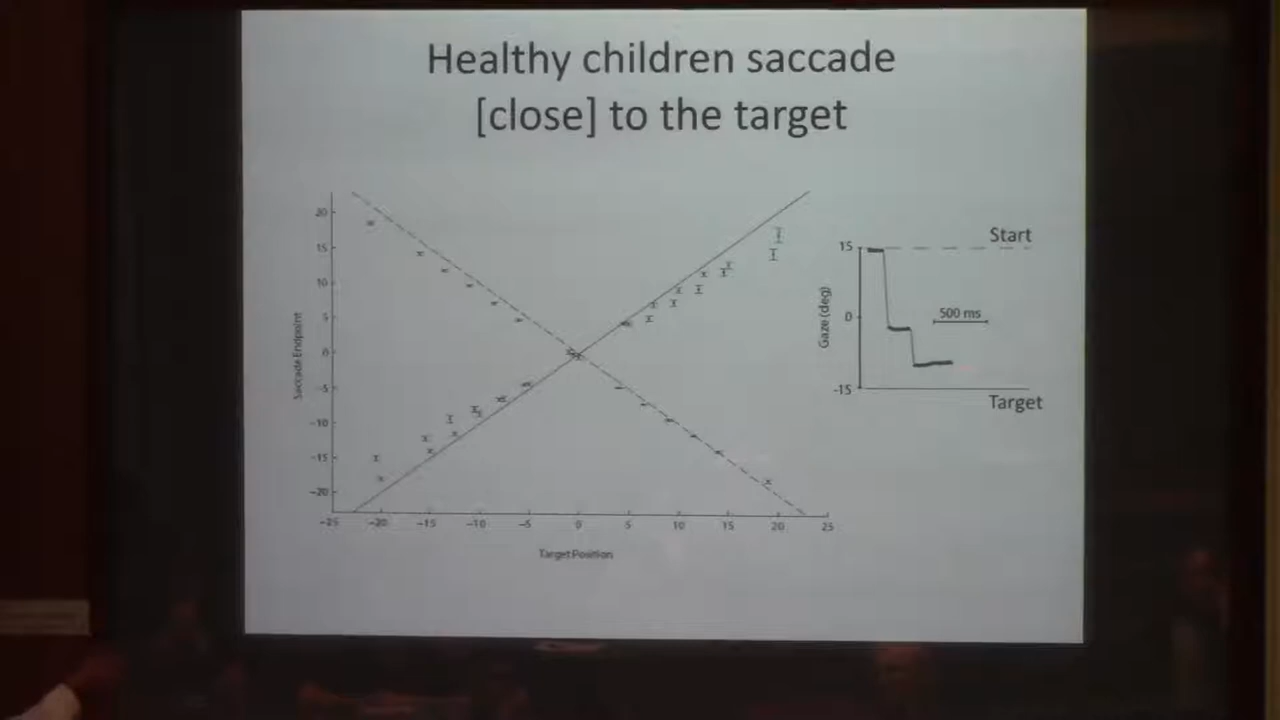 Healthy children saccade
[close] to the target
20
15
10
5
0
-5
-10
-15
-20
Saccade Endpoint
-25
-20
-15
-10
-5
0
5
10
15
20
25
Target Position
15
0
-15
Gaze (deg)
Start
500 ms
Target